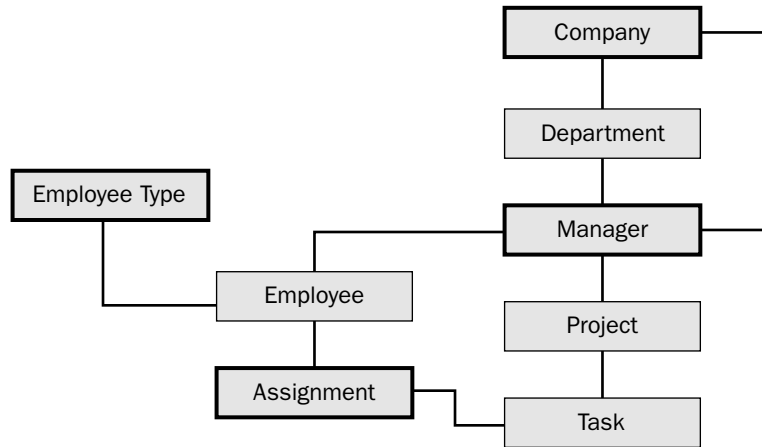 Company
Department
Employee Type
Manager
Employee
Project
Assignment
Task